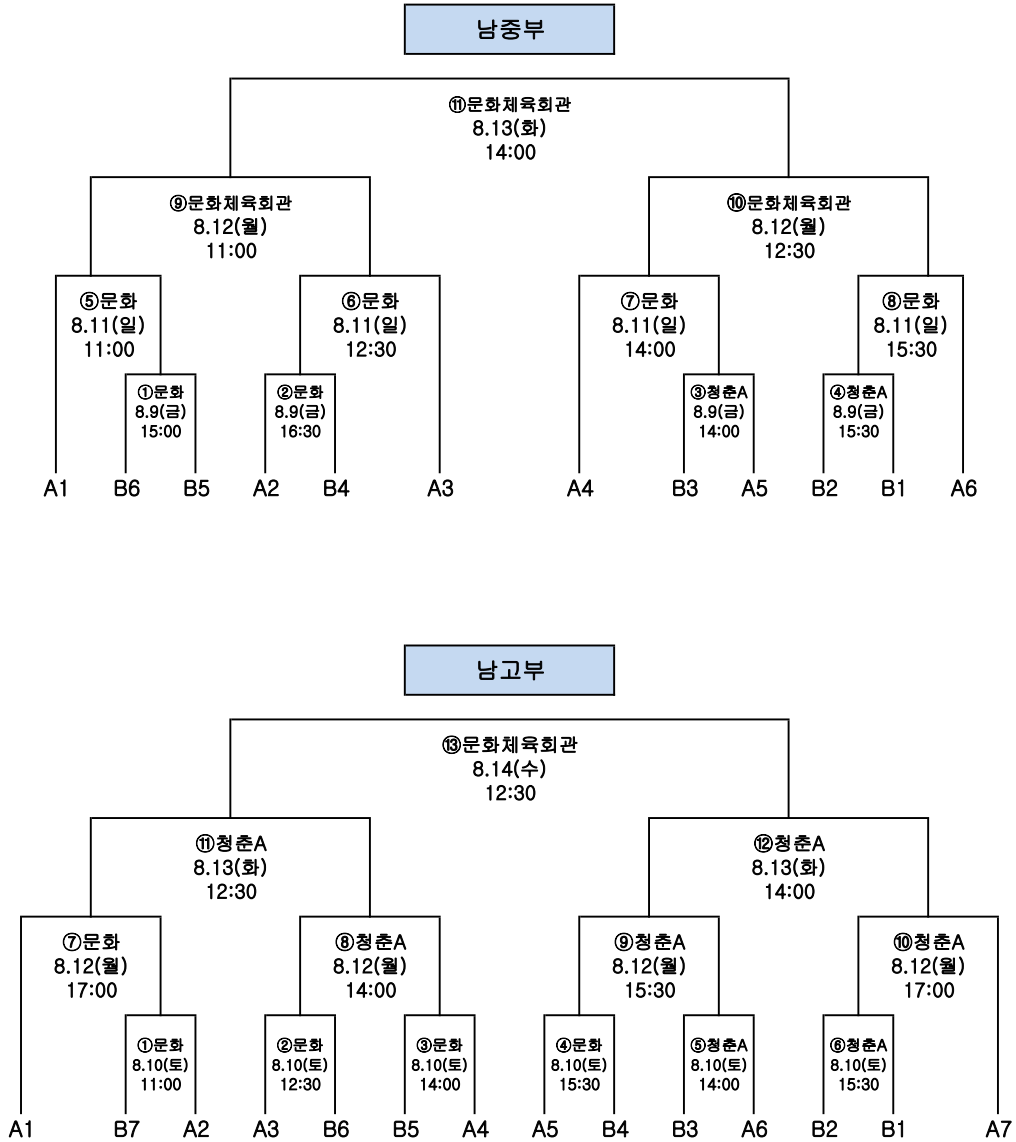 남중부
⑪문화체육회관
8.13(화)
14:00
⑨문화체육회관
8.12(월)
11:00
⑩문화체육회관
8.12(월)
12:30
⑤문화
8.11(일)
11:00
⑥문화
8.11(일)
12:30
⑦문화
8.11(일)
14:00
⑧문화
8.11(일)
15:30
①문화
8.9(금)
15:00
②문화
8.9(금)
16:30
③청춘A
8.9(금)
14:00
④청춘A
8.9(금)
15:30
A1 B6 B5 A2 B4 A3 A4 B3 A5 B2 B1 A6
남고부
⑬문화체육회관
8.14(수)
12:30
⑪청춘A
8.13(화)
12:30
⑫청춘A
8.13(화)
14:00
⑦문화
8.12(월)
17:00
⑧청춘A
8.12(월)
14:00
⑨청춘A
8.12(월)
15:30
⑩청춘A
8.12(월)
17:00
①문화
8.10(토)
11:00
②문화
8.10(토)
12:30
③문화
8.10(토)
14:00
④문화
8.10(토)
15:30
⑤청춘A
8.10(토)
14:00
⑥청춘A
8.10(토)
15:30
A1 B7 A2 A3 B6 B5 A4 A5 B4 B3 A6 B2 B1 A7